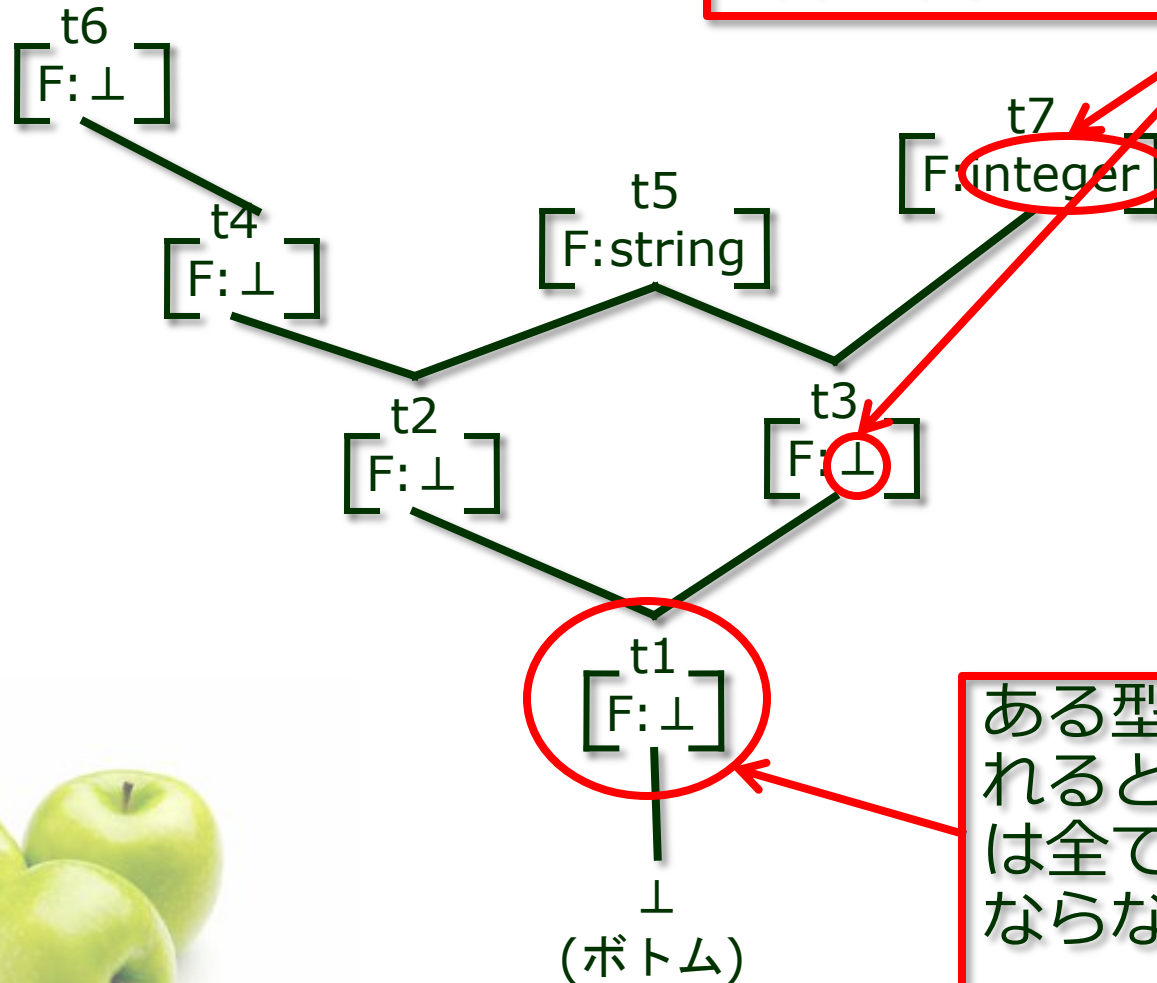 t6
F:⊥
t7
F:integer
t5
F:string
t4
F:⊥
t3
F:⊥
t2
F:⊥
t1
F:⊥
⊥
(ボトム)
ある型
れると
は全て
ならな